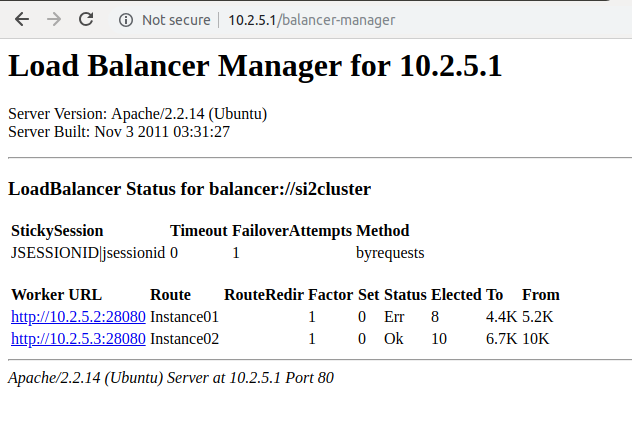 Not secure 10.2.5.1/balancer-manager
Load Balancer Manager for 10.2.5.1
Server Version: Apache/2.2.14 (Ubuntu)
Server Built: Nov 3 2011 03:31:27
LoadBalancer Status for balancer://si2cluster
StickySession Timeout FailoverAttempts Method
JSESSIONID|jsessionid 0 1 byrequests
Worker URL Route RouteRedir Factor Set Status Elected To From
http://10.2.5.2:28080 Instance01 1 0 Err 8 4.4K 5.2K
http://10.2.5.3:28080 Instance02 1 0 Ok 10 6.7K 10K
Apache/2.2.14 (Ubuntu) Server at 10.2.5.1 Port 80